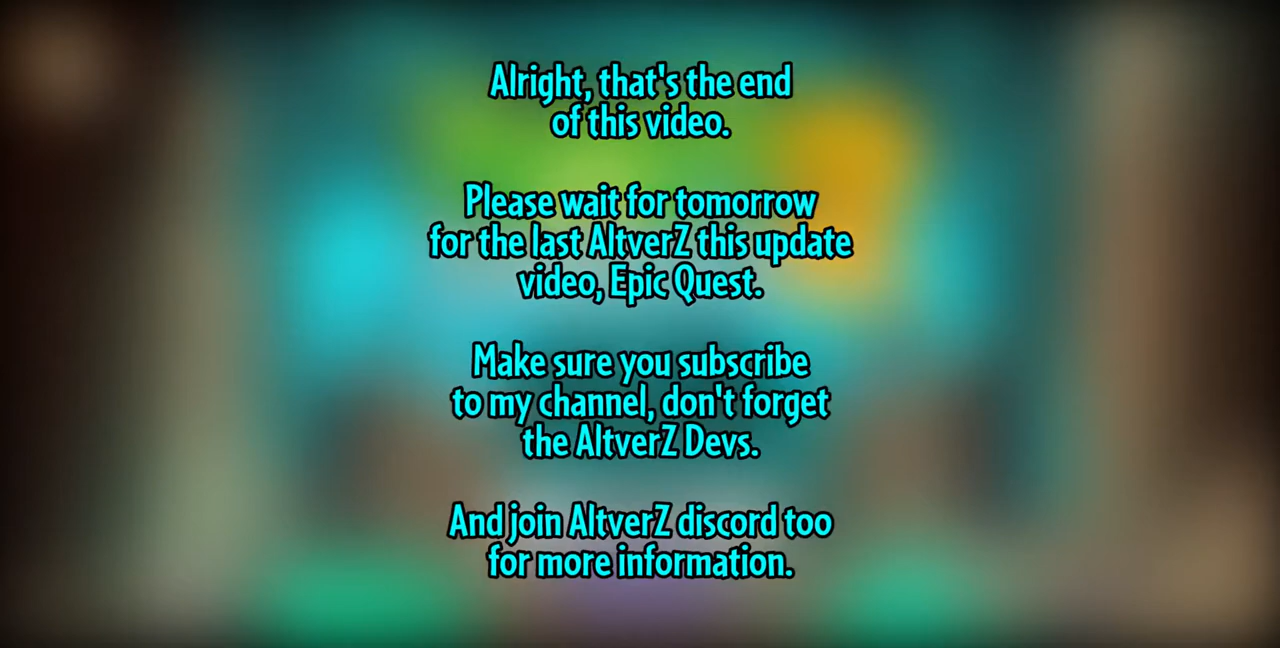 Alright, that's the end
of this video.
Please wait for tomorrow
for the last AltverZ this update
video, Epic Quest.
Make sure you subscribe
to my channel, don't forget
the AltverZ Devs.
And join AltverZ discord too
for more information.